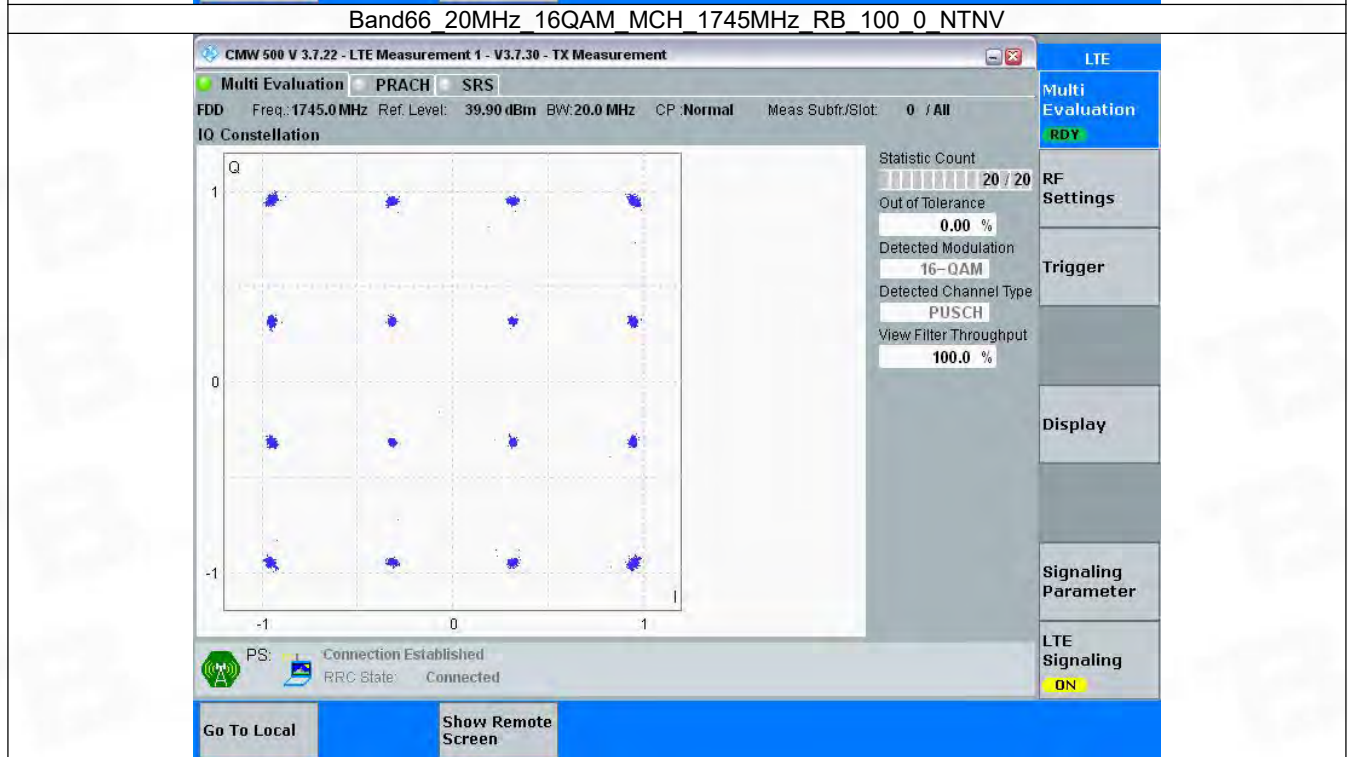 Band66_20MHz_16QAM_MCH_1745MHz_RB_100_0_NTNV
CMW 500 V 3.7.22 - LTE Measurement 1 - V3.7.30 - TX Measurement
LTE
Multi Evaluation PRACH SRS
Multi
Evaluation
RDY
FDD Freq.:1745.0 MHz Ref. Level: 39.90 dBm BW:20.0 MHz CP :Normal Meas Subfr./Slot: 0 / All
IQ Constellation
Q
1
0
-1
I
-1 0 1
Statistic Count
20 / 20
Out of Tolerance
0.00 %
Detected Modulation
16-QAM
Detected Channel Type
PUSCH
View Filter Throughput
100.0 %
RF
Settings
Trigger
Display
Signaling
Parameter
LTE
Signaling
ON
PS: Connection Established
RRC State: Connected
Go To Local
Show Remote
Screen